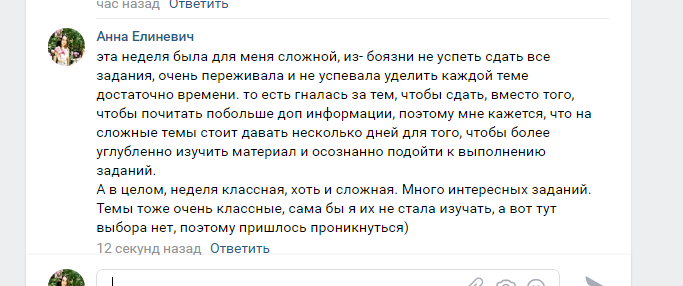 час назад Ответить
Анна Елиневич
эта неделя была для меня сложной, из- боязни не успеть сдать все
задания, очень переживала и не успевала уделить каждой теме
достаточно времени. то есть гналась за тем, чтобы сдать, вместо того,
чтобы почитать побольше доп информации, поэтому мне кажется, что на
сложные темы стоит давать несколько дней для того, чтобы более
углубленно изучить материал и осознанно подойти к выполнению
заданий.
А в целом, неделя классная, хоть и сложная. Много интересных заданий.
Темы тоже очень классные, сама бы я их не стала изучать, а вот тут
выбора нет, поэтому пришлось проникнуться)
12 секунд назад Ответить